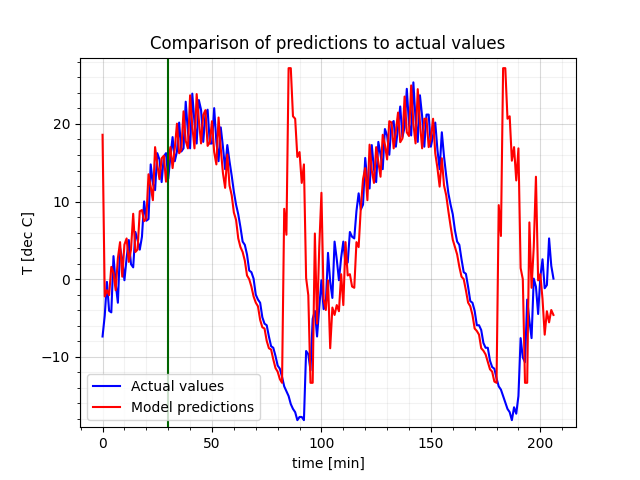 Comparison of predictions to actual values
T [dec C]
20
10
0
−10
Actual values
Model predictions
0
50
100
150
200
time [min]